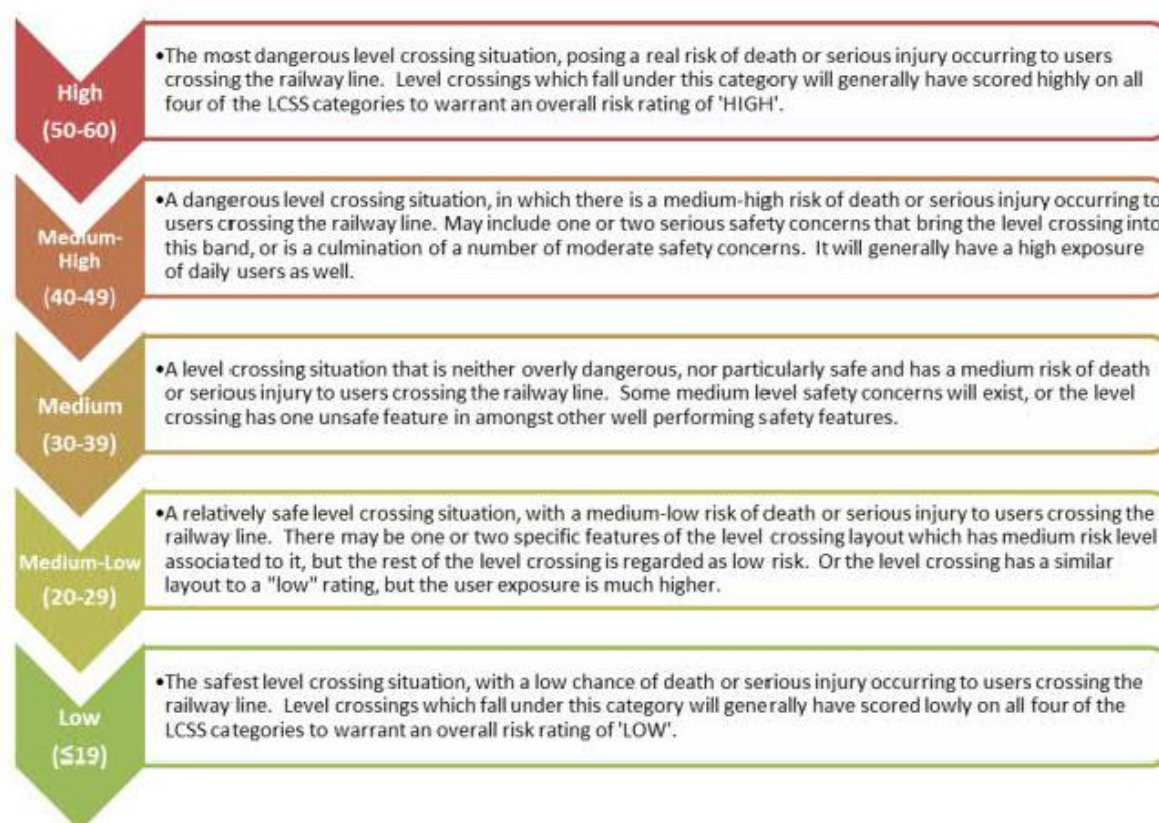 High
(50-60)
•The most dangerous level crossing situation, posing a real risk of death or serious injury occurring to users
crossing the railway line. Level crossings which fall under this category will generally have scored highly on all
four of the LCSS categories to warrant an overall risk rating of 'HIGH'.
Medium-
High
(40-49)
•A dangerous level crossing situation, in which there is a medium-high risk of death or serious injury occurring to
users crossing the railway line. May include one or two serious safety concerns that bring the level crossing into
this band, or is a culmination of a number of moderate safety concerns. It will generally have a high exposure
of daily users as well.
Medium
(30-39)
•A level crossing situation that is neither overly dangerous, nor particularly safe and has a medium risk of death
or serious injury to users crossing the railway line. Some medium level safety concerns will exist, or the level
crossing has one unsafe feature in amongst other well performing safety features.
Medium-Low
(20-29)
•A relatively safe level crossing situation, with a medium-low risk of death or serious injury to users crossing the
railway line. There may be one or two specific features of the level crossing layout which has medium risk level
associated to it, but the rest of the level crossing is regarded as low risk. Or the level crossing has a similar
layout to a "low" rating, but the user exposure is much higher.
Low
(≤19)
•The safest level crossing situation, with a low chance of death or serious injury occurring to users crossing the
railway line. Level crossings which fall under this category will generally have scored lowly on all four of the
LCSS categories to warrant an overall risk rating of 'LOW'.